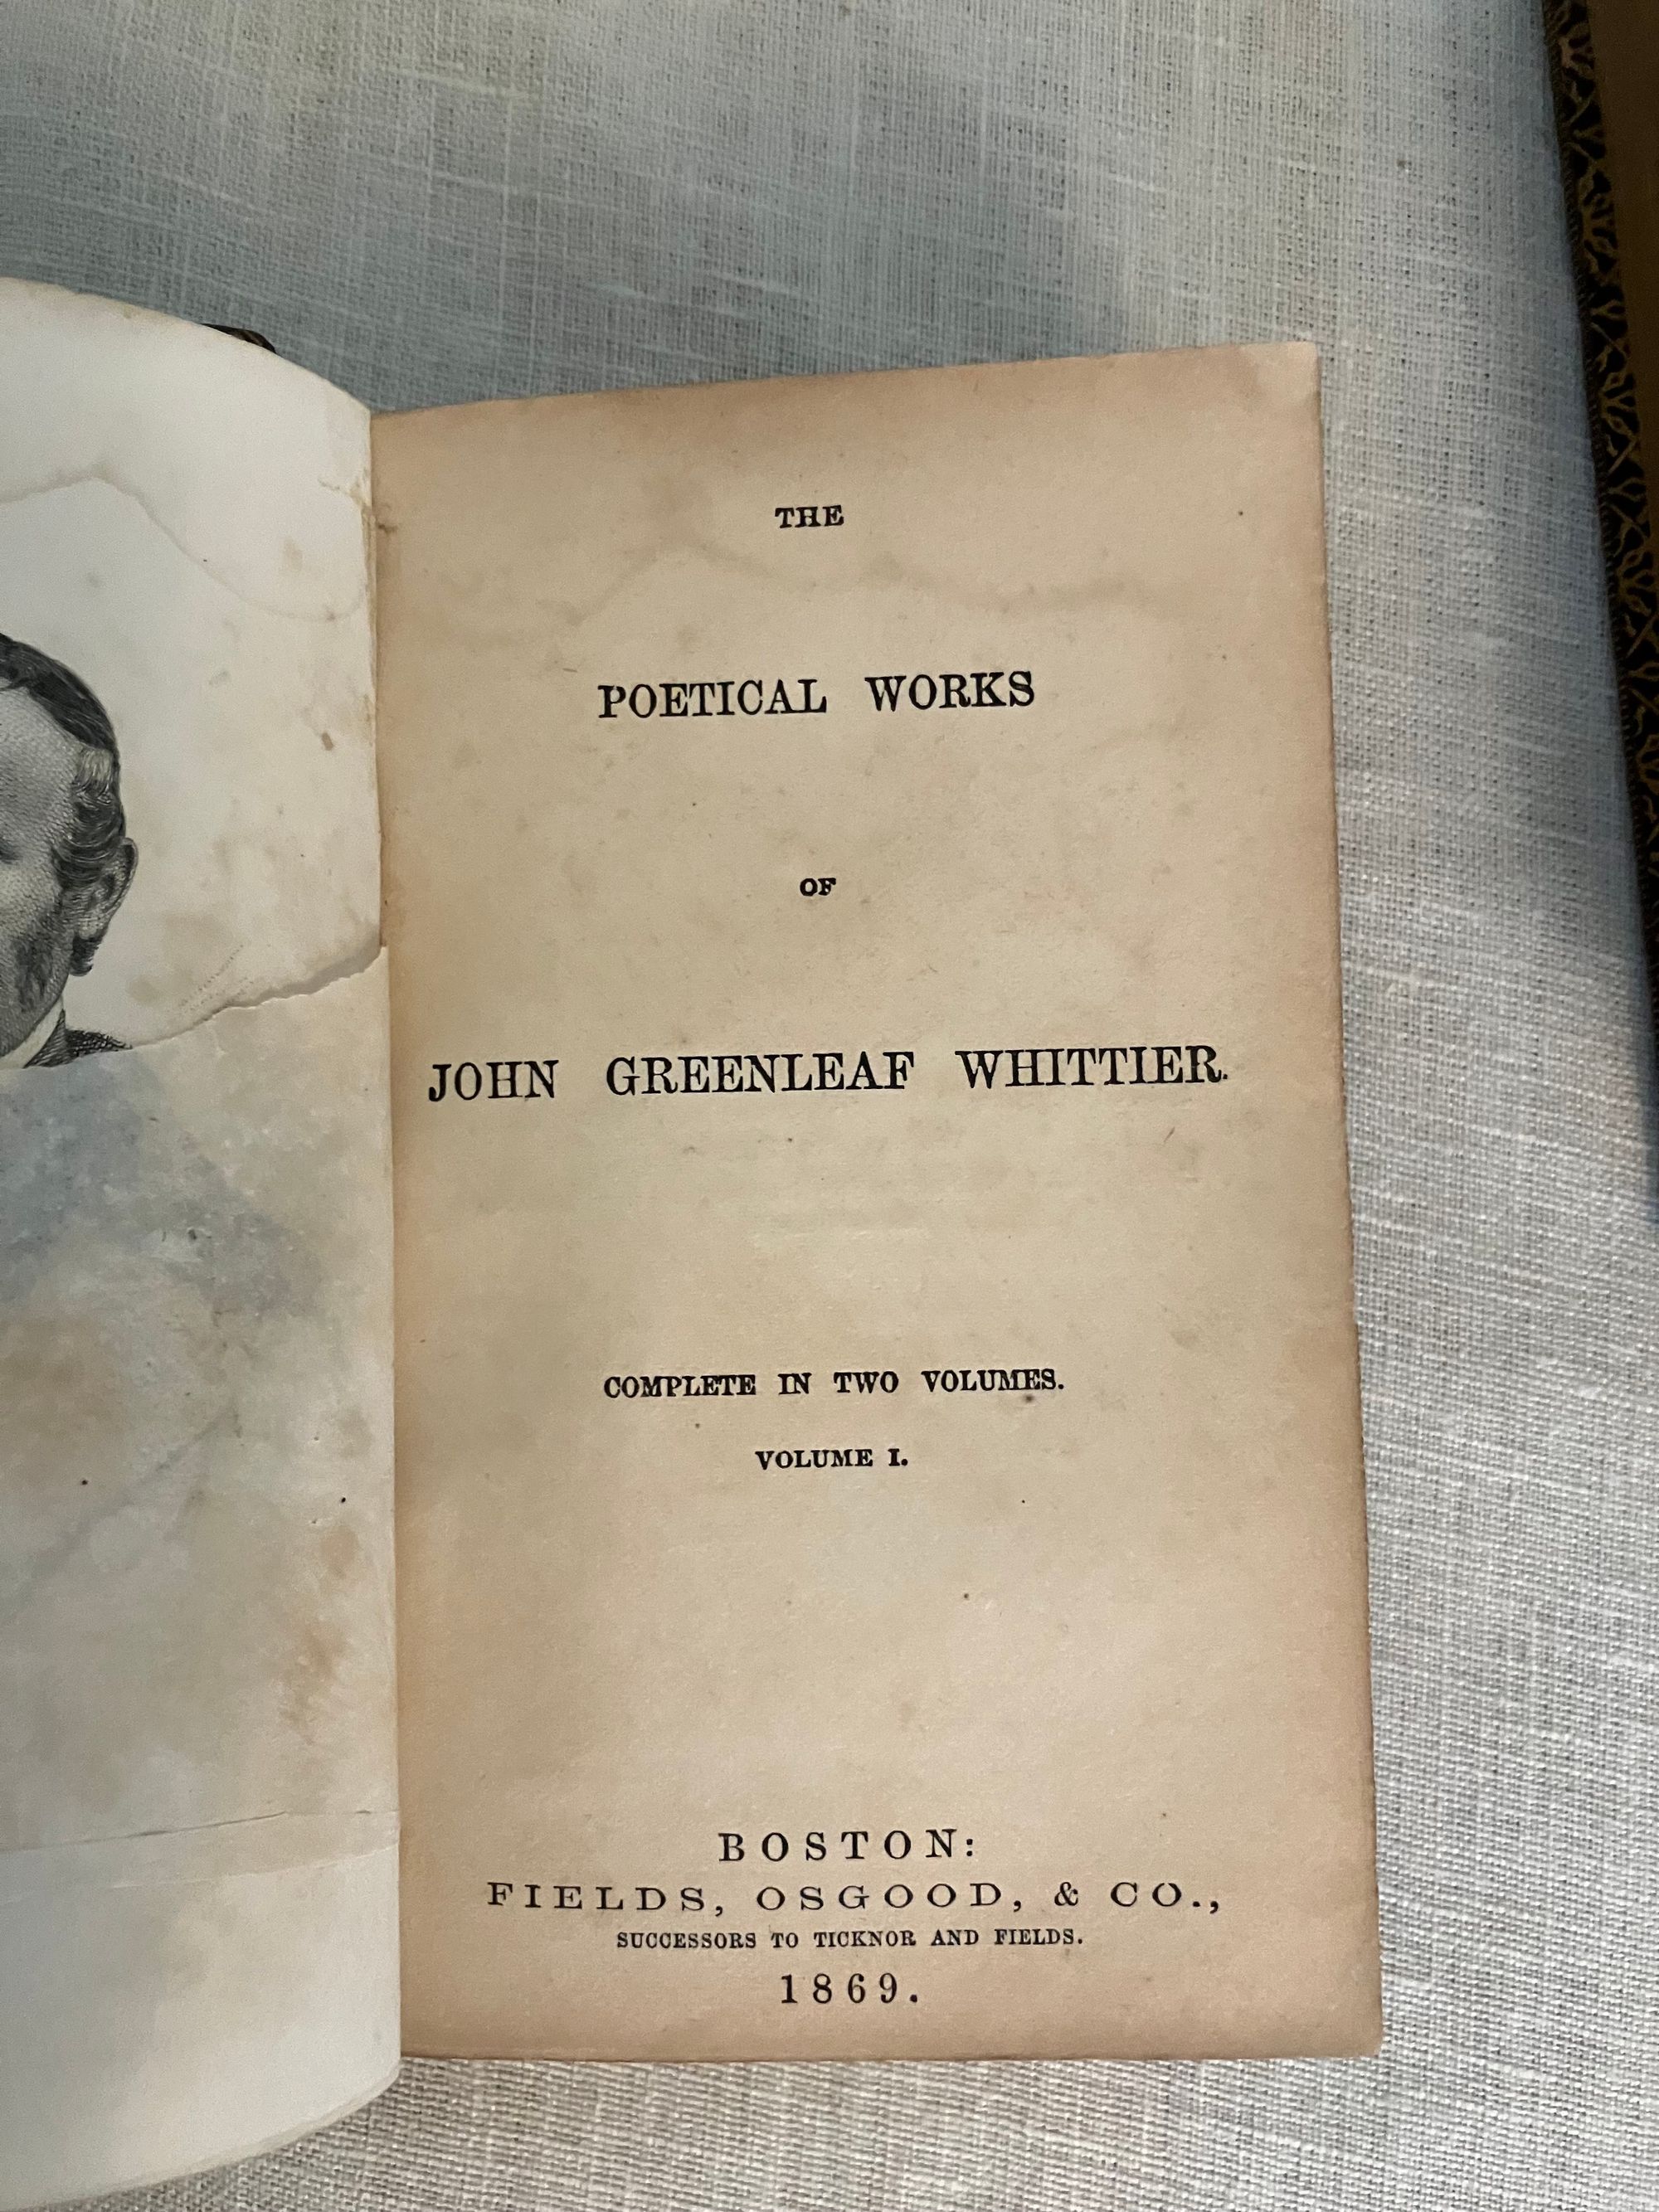 THE
POETICAL WORKS
OF
JOHN GREENLEAF WHITTIER.
COMPLETE IN TWO VOLUMES.
VOLUME I.
BOSTON:
FIELDS, OSGOOD, & CO.,
SUCCESSORS TO TICKNOR AND FIELDS.
1869.